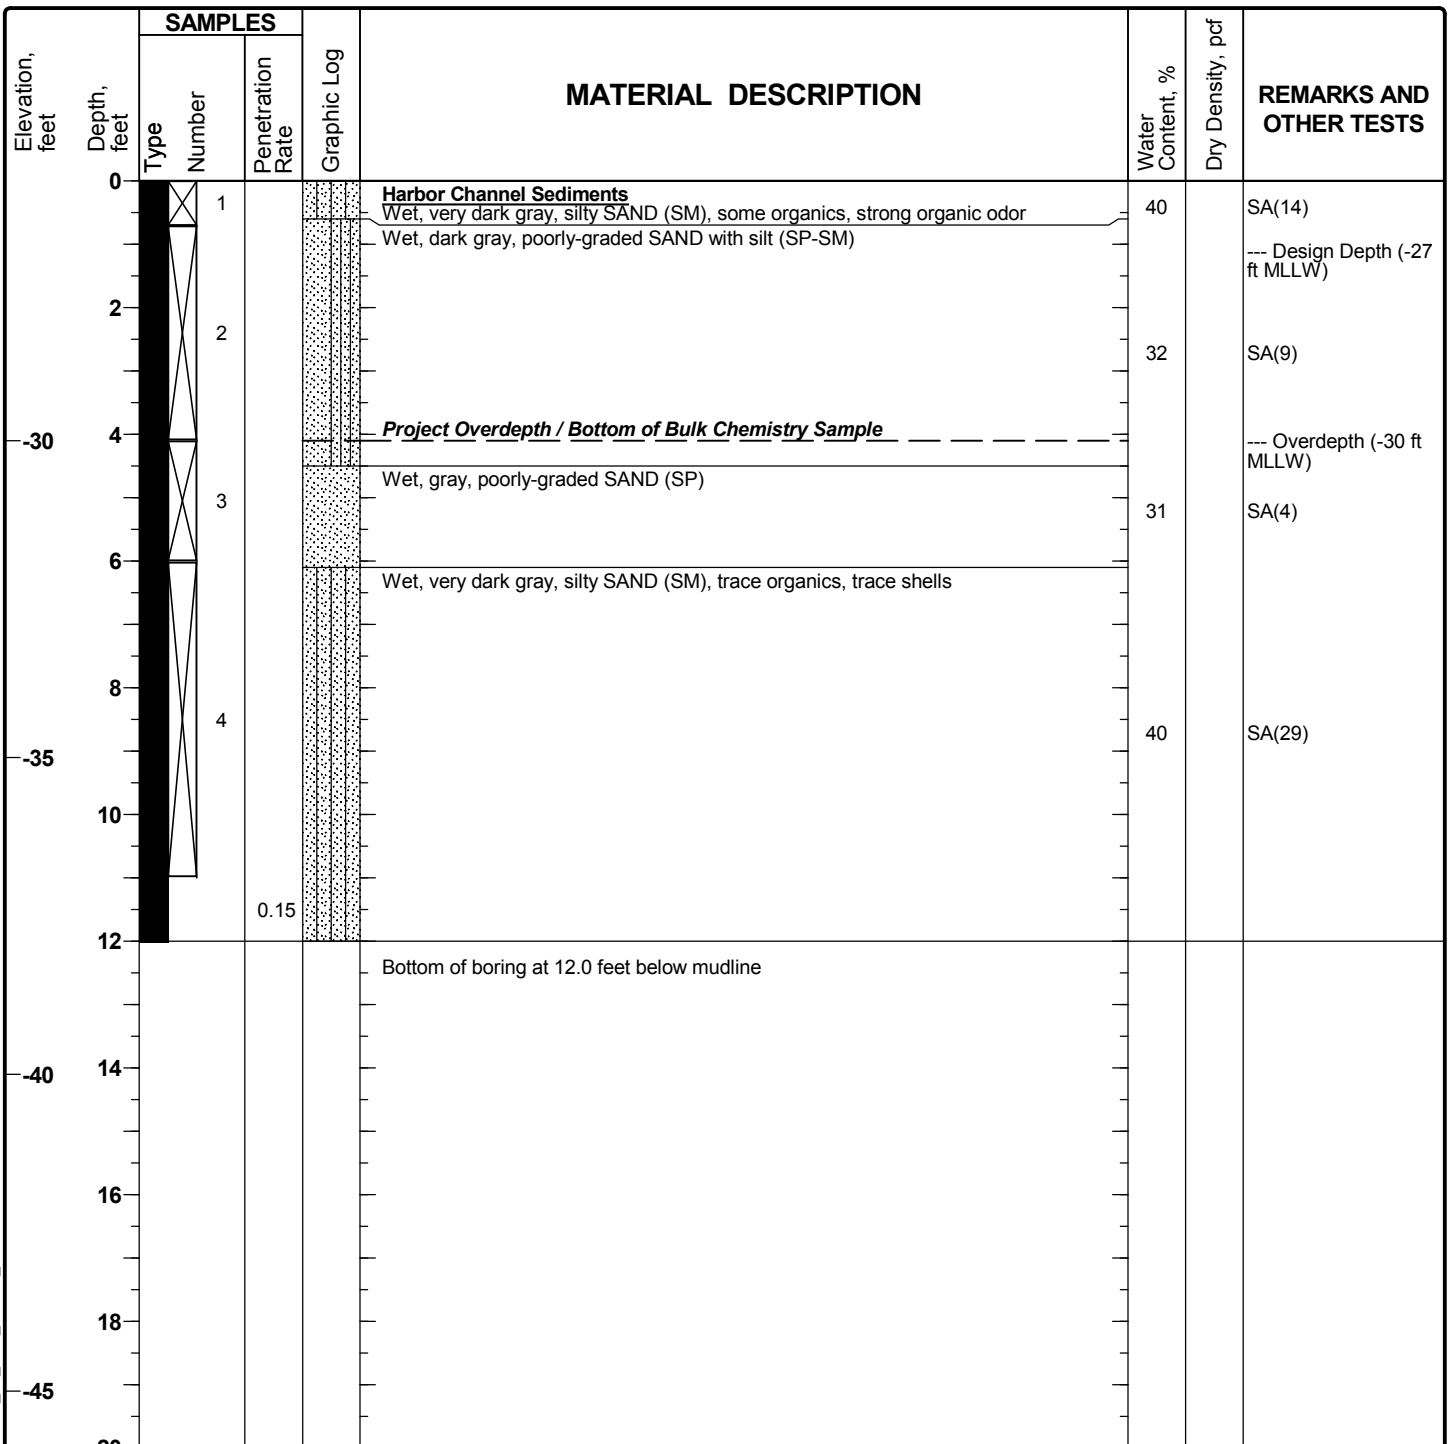 SAMPLES
Elevation,
feet
Depth,
feet
Type
Number
Penetration
Rate
Graphic Log
MATERIAL DESCRIPTION
Water
Content, %
Dry Density, pcf
REMARKS AND
OTHER TESTS
0
Harbor Channel Sediments
1
Wet, very dark gray, silty SAND (SM), some organics, strong organic odor
40
SA(14)
Wet, dark gray, poorly-graded SAND with silt (SP-SM)
--- Design Depth (-27
ft MLLW)
2
2
32
SA(9)
-30
4
Project Overdepth / Bottom of Bulk Chemistry Sample
--- Overdepth (-30 ft
MLLW)
Wet, gray, poorly-graded SAND (SP)
3
31
SA(4)
6
Wet, very dark gray, silty SAND (SM), trace organics, trace shells
8
4
40
SA(29)
-35
10
0.15
12
Bottom of boring at 12.0 feet below mudline
-40
14
16
18
-45